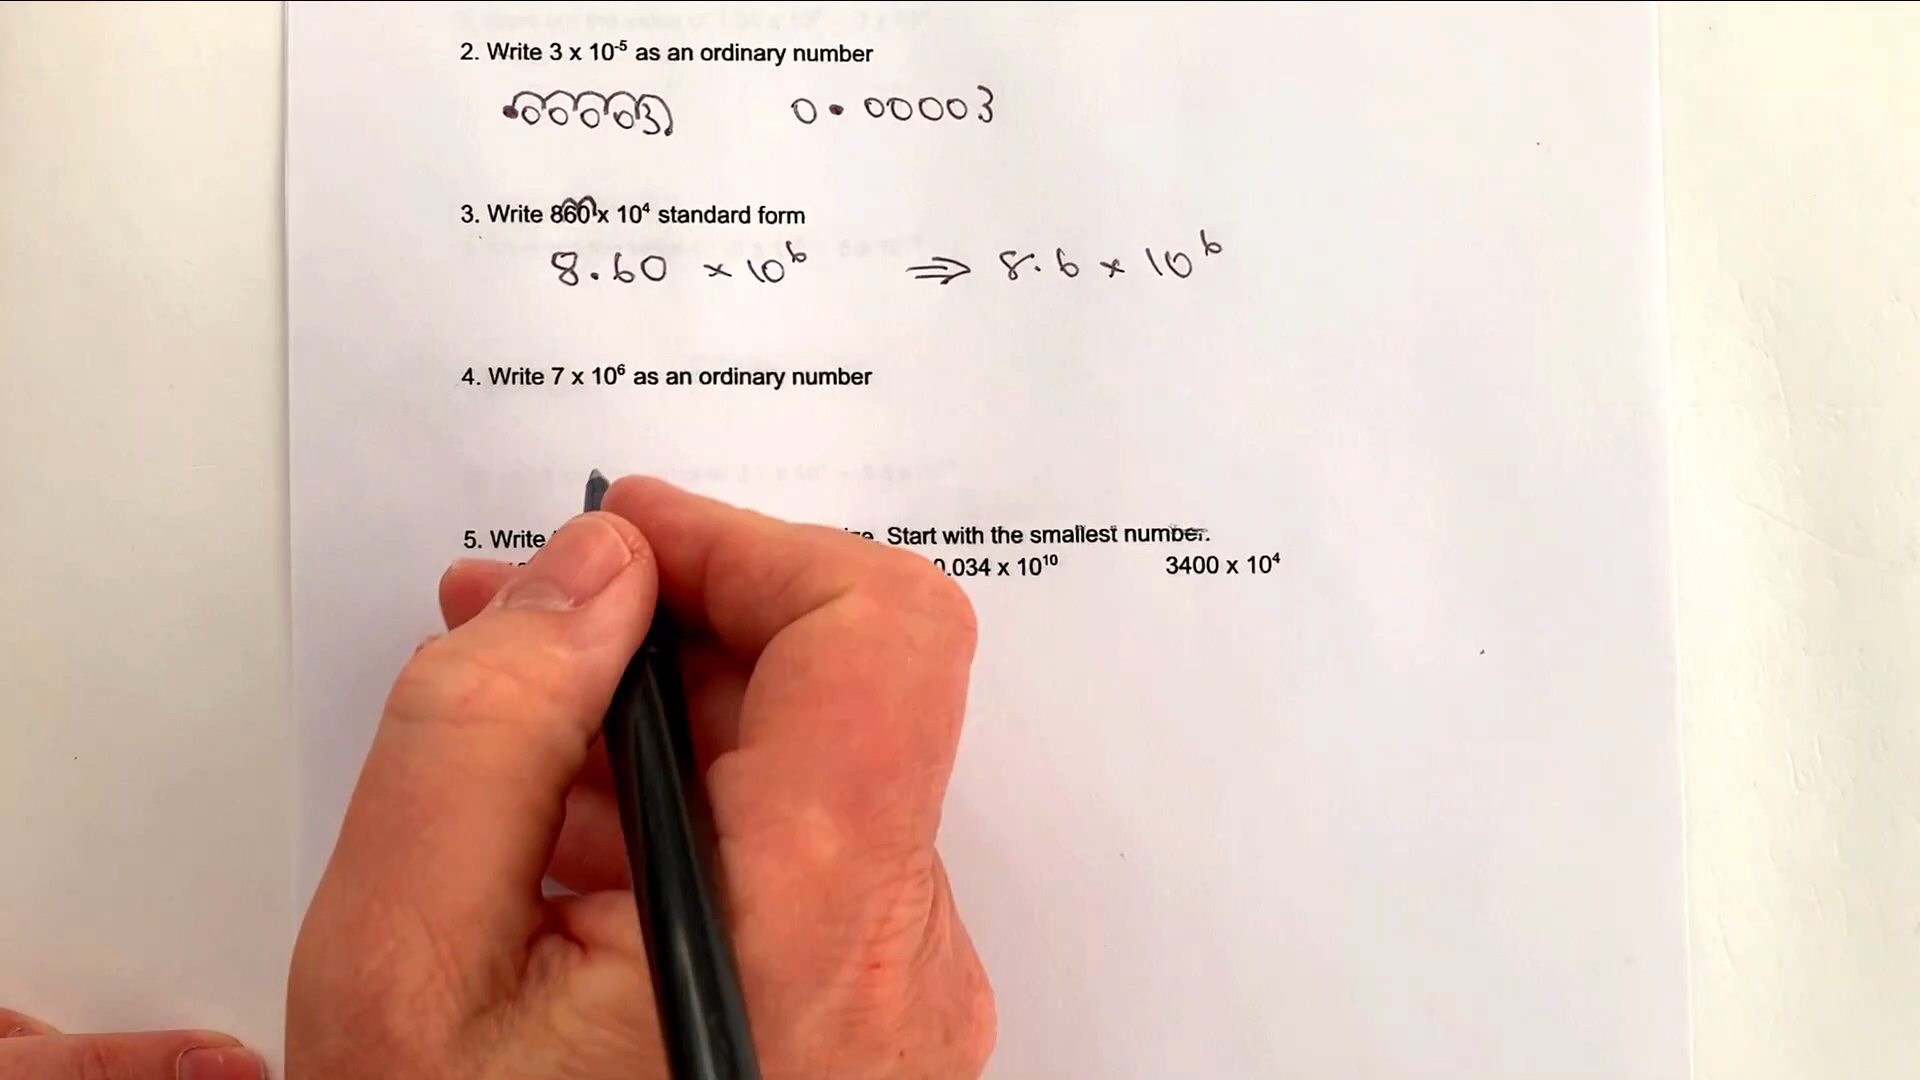 2. Write 3 x 10⁻⁵ as an ordinary number
.00003 0.00003
3. Write 860 x 10⁴ standard form
8.60 × 10⁶ ⇒ 8.6 × 10⁶
4. Write 7 x 10⁶ as an ordinary number
5. Write Start with the smallest number.
0.034 x 10¹⁰ 3400 x 10⁴